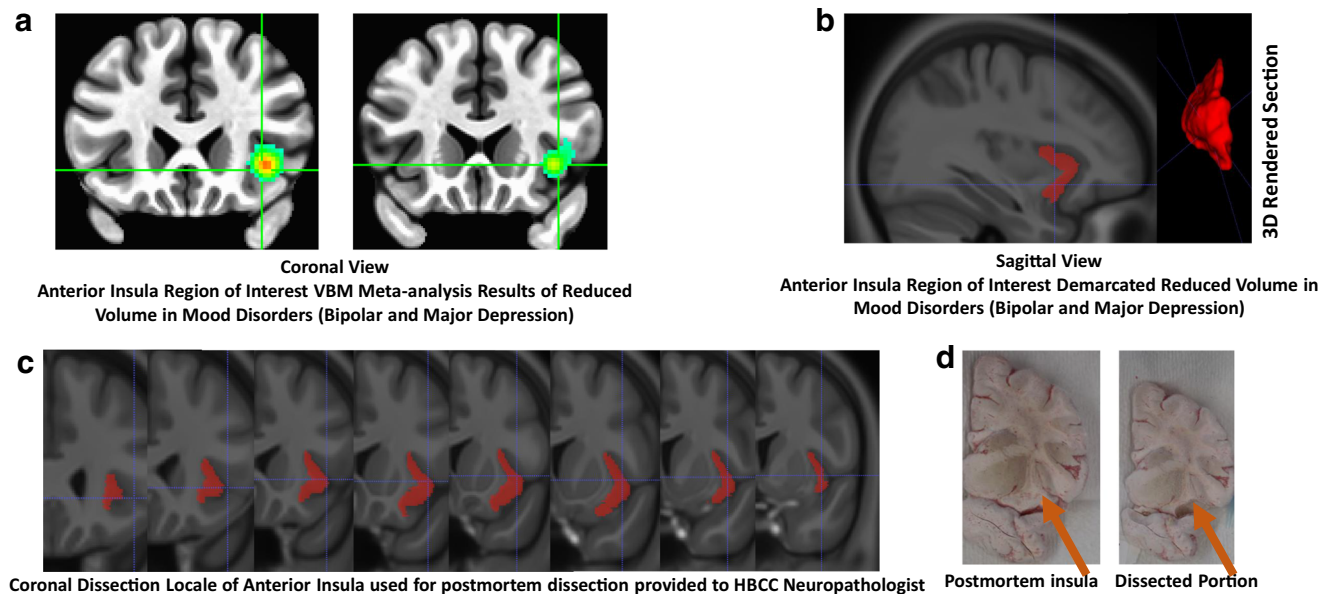 a
Coronal View
Anterior Insula Region of Interest VBM Meta-analysis Results of Reduced
Volume in Mood Disorders (Bipolar and Major Depression)
b
3D Rendered Section
Sagittal View
Anterior Insula Region of Interest Demarcated Reduced Volume in
Mood Disorders (Bipolar and Major Depression)
c
Coronal Dissection Locale of Anterior Insula used for postmortem dissection provided to HBCC Neuropathologist
d
Postmortem insula
Dissected Portion